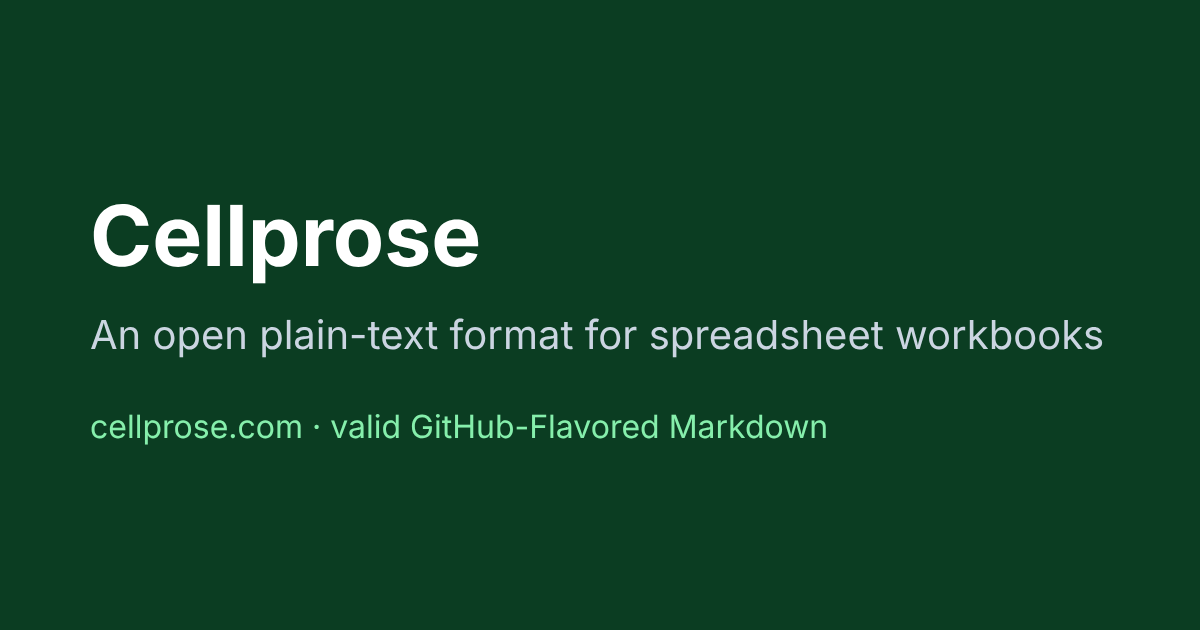 Cellprose
An open plain-text format for spreadsheet workbooks
cellprose.com · valid GitHub-Flavored Markdown